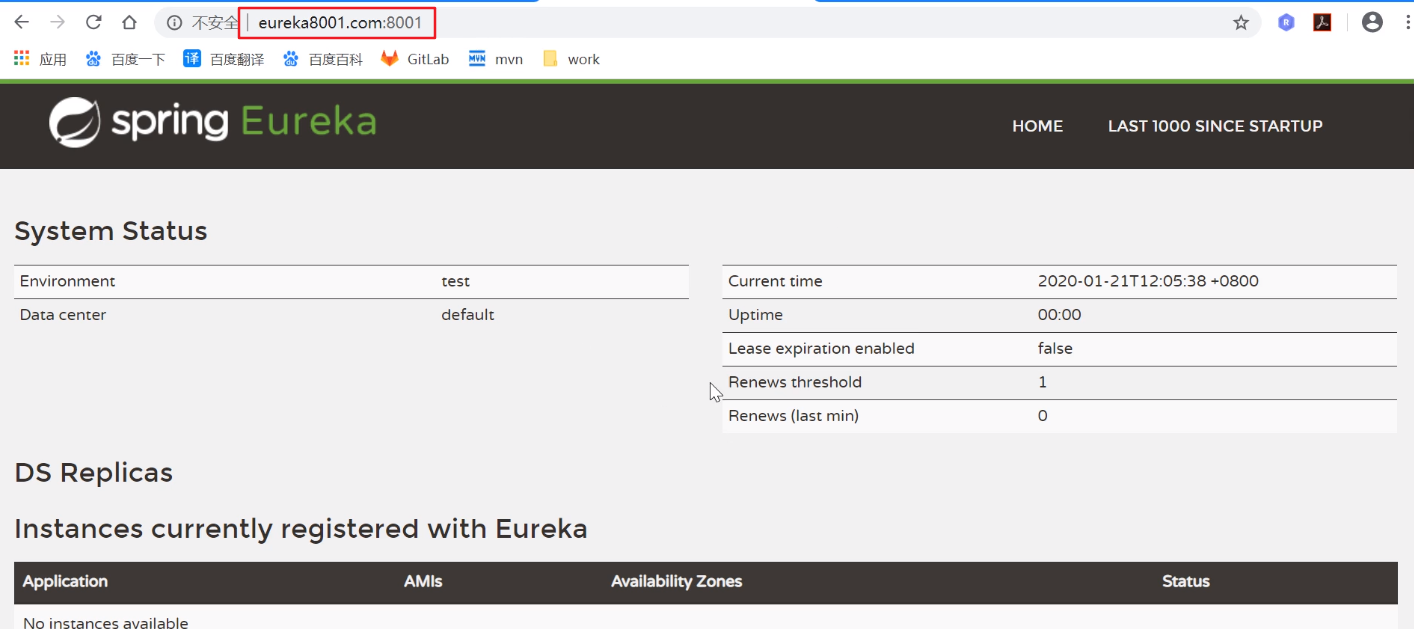 不安全 eureka8001.com:8001
应用 百度一下 译 百度翻译 百度百科 GitLab MVN mvn work
spring Eureka HOME LAST 1000 SINCE STARTUP
System Status
Environment test Current time 2020-01-21T12:05:38 +0800
Data center default Uptime 00:00
Lease expiration enabled false
Renews threshold 1
Renews (last min) 0
DS Replicas
Instances currently registered with Eureka
Application AMIs Availability Zones Status
No instances available